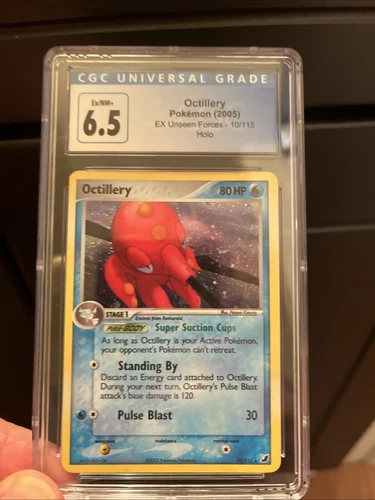 CGC UNIVERSAL GRADE
Ex/NM+
6.5
Octillery
Pokémon (2005)
EX Unseen Forces - 10/115
Holo
Octillery
80 HP
STAGE 1
Evolves from Remoraid
Poké-BODY Super Suction Cups
As long as Octillery is your Active Pokémon,
your opponent's Pokémon can't retreat.
Standing By
Discard an Energy card attached to Octillery.
During your next turn, Octillery's Pulse Blast
attack's base damage is 120.
Pulse Blast 30
weakness
resistance
retreat cost
10/115